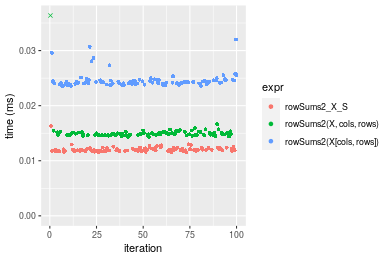 0.03
0.02
0.01
0.00
time (ms)
0
25
50
75
100
iteration
expr
rowSums2_X_S
rowSums2(X, cols, rows)
rowSums2(X[cols, rows])